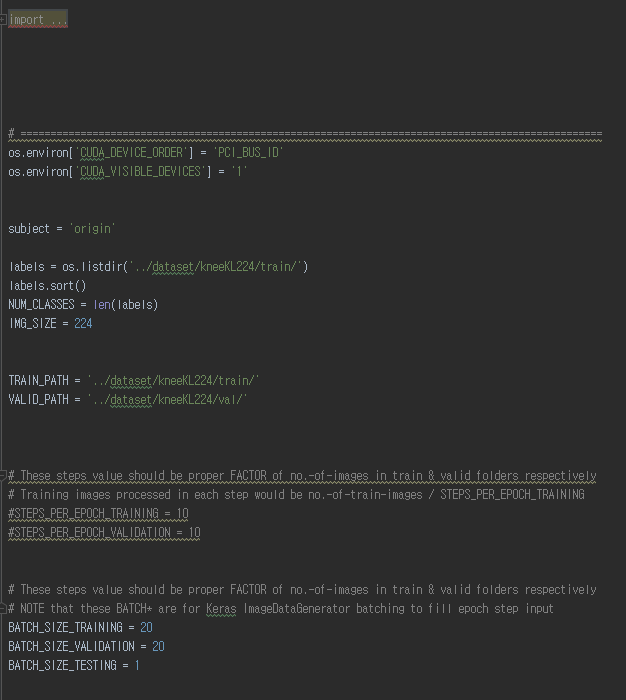 import ...
# ==============================================================================
os.environ['CUDA_DEVICE_ORDER'] = 'PCI_BUS_ID'
os.environ['CUDA_VISIBLE_DEVICES'] = '1'
subject = 'origin'
labels = os.listdir('../dataset/kneeKL224/train/')
labels.sort()
NUM_CLASSES = len(labels)
IMG_SIZE = 224
TRAIN_PATH = '../dataset/kneeKL224/train/'
VALID_PATH = '../dataset/kneeKL224/val/'
# These steps value should be proper FACTOR of no.-of-images in train & valid folders respectively
# Training images processed in each step would be no.-of-train-images / STEPS_PER_EPOCH_TRAINING
#STEPS_PER_EPOCH_TRAINING = 10
#STEPS_PER_EPOCH_VALIDATION = 10
# These steps value should be proper FACTOR of no.-of-images in train & valid folders respectively
# NOTE that these BATCH* are for Keras ImageDataGenerator batching to fill epoch step input
BATCH_SIZE_TRAINING = 20
BATCH_SIZE_VALIDATION = 20
BATCH_SIZE_TESTING = 1